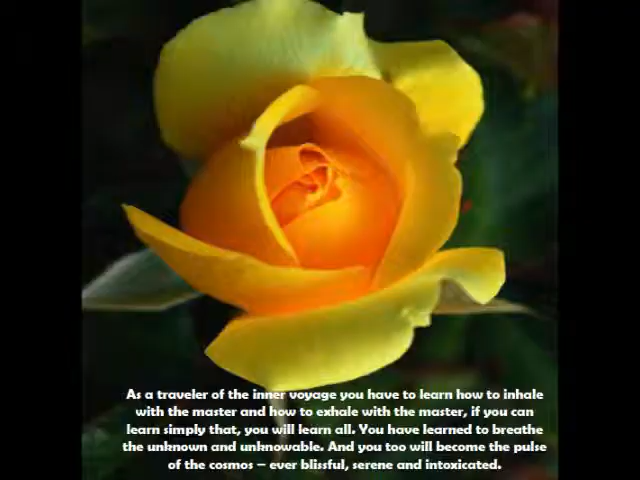 As a traveler of the inner voyage you have to learn how to inhale
with the master and how to exhale with the master, if you can
learn simply that, you will learn all. You have learned to breathe
the unknown and unknowable. And you too will become the pulse
of the cosmos – ever blissful, serene and intoxicated.